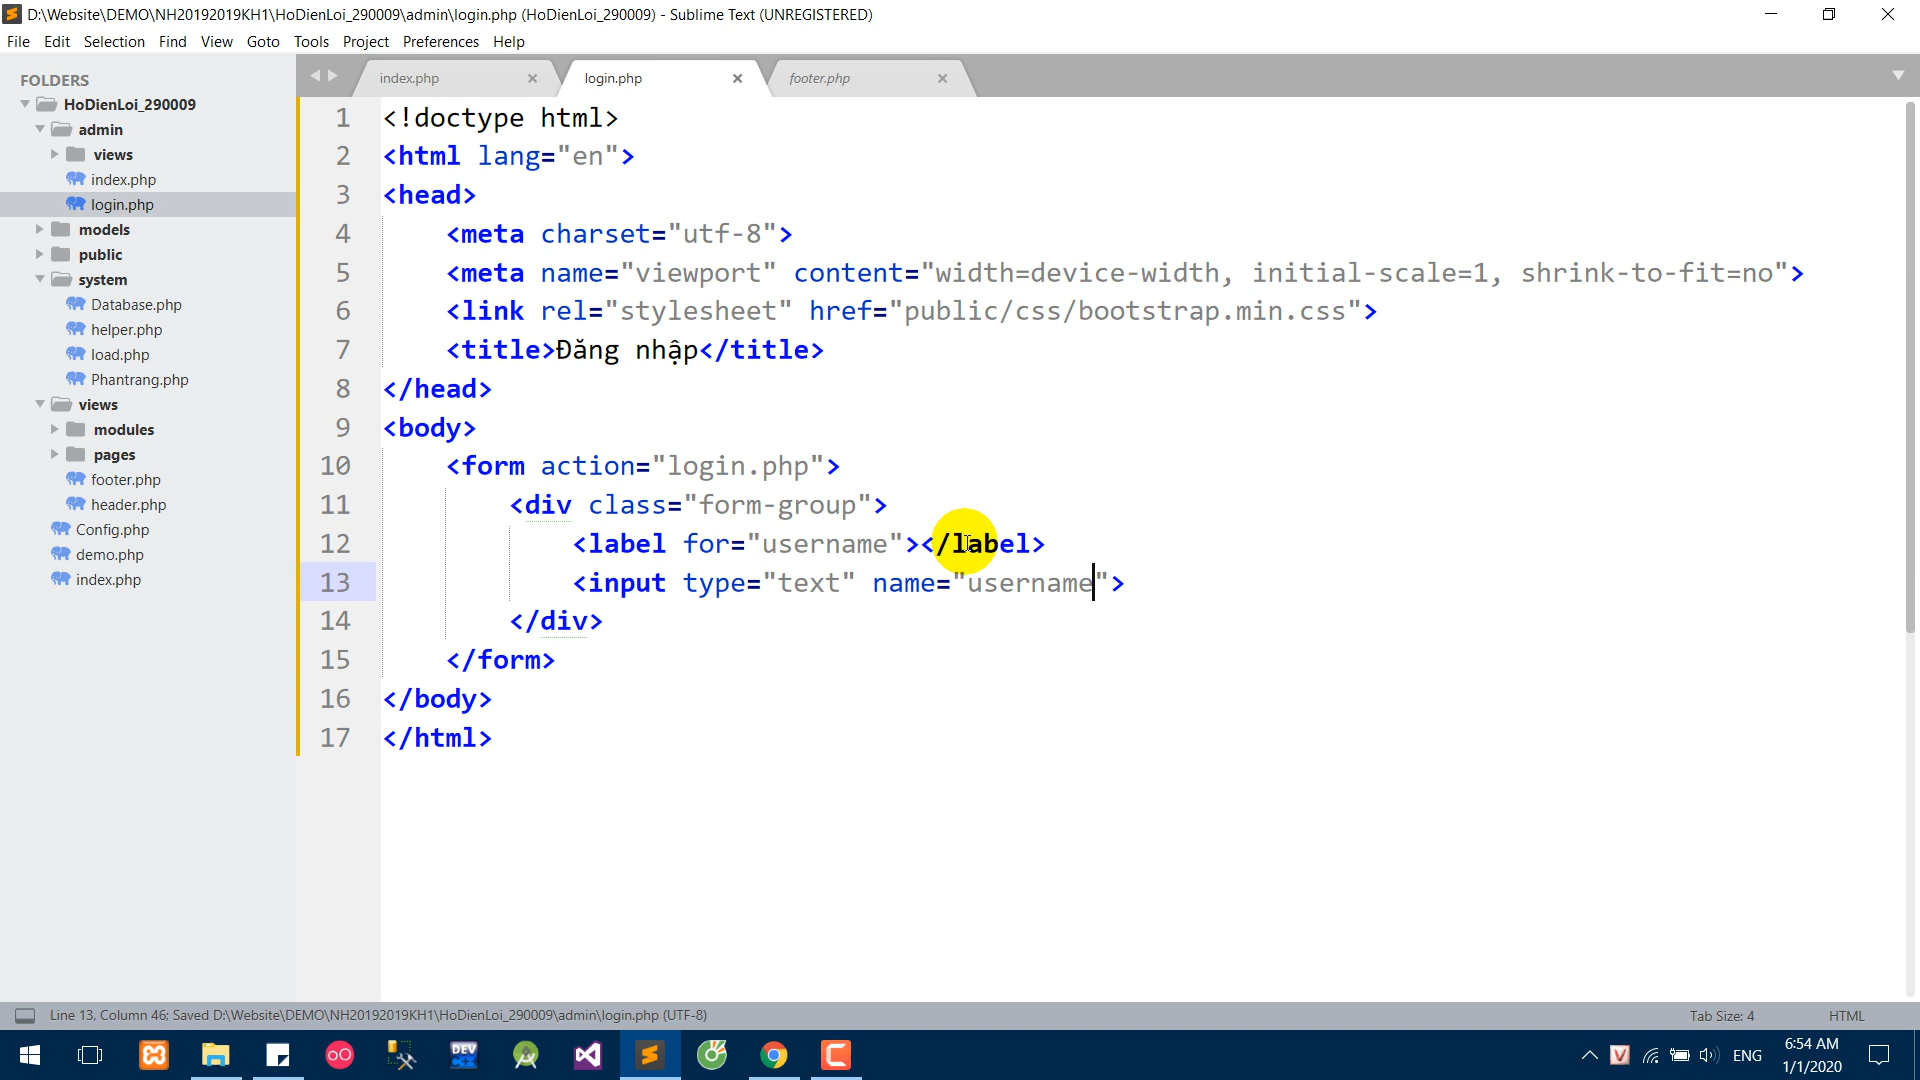 D:\Website\DEMO\NH20192019KH1\HoDienLoi_290009\admin\login.php (HoDienLoi_290009) - Sublime Text (UNREGISTERED)
File Edit Selection Find View Goto Tools Project Preferences Help
FOLDERS
HoDienLoi_290009
admin
views
index.php
login.php
models
public
system
Database.php
helper.php
load.php
Phantrang.php
views
modules
pages
footer.php
header.php
Config.php
demo.php
index.php
index.php login.php footer.php
1 <!doctype html>
2 <html lang="en">
3 <head>
4 <meta charset="utf-8">
5 <meta name="viewport" content="width=device-width, initial-scale=1, shrink-to-fit=no">
6 <link rel="stylesheet" href="public/css/bootstrap.min.css">
7 <title>Đăng nhập</title>
8 </head>
9 <body>
10 <form action="login.php">
11 <div class="form-group">
12 <label for="username"></label>
13 <input type="text" name="username">
14 </div>
15 </form>
16 </body>
17 </html>
Line 13, Column 46; Saved D:\Website\DEMO\NH20192019KH1\HoDienLoi_290009\admin\login.php (UTF-8) Tab Size: 4 HTML
DEV
ENG
6:54 AM
1/1/2020